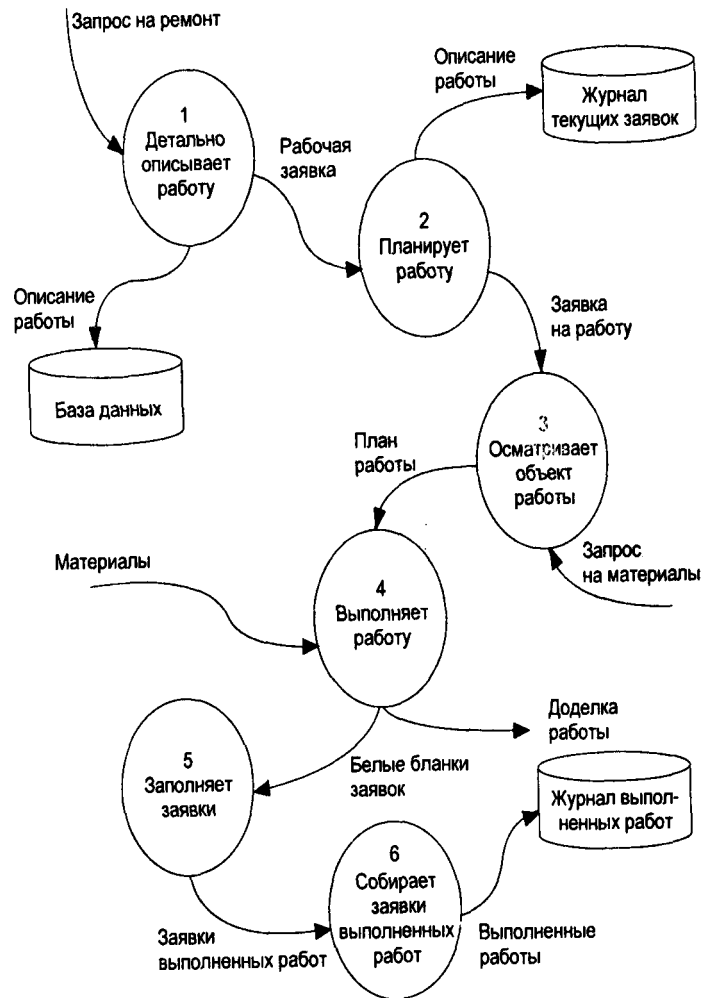 Запрос на ремонт
1
Детально
описывает
работу
Рабочая
заявка
Описание
работы
Журнал
текущих заявок
2
Планирует
работу
Описание
работы
База данных
Заявка
на работу
3
Осматривает
объект
работы
План
работы
Запрос
на материалы
Материалы
4
Выполняет
работу
Доделка
работы
Белые бланки
заявок
5
Заполняет
заявки
Журнал выпол-
ненных работ
6
Собирает
заявки
выполненных
работ
Заявки
выполненных работ
Выполненные
работы